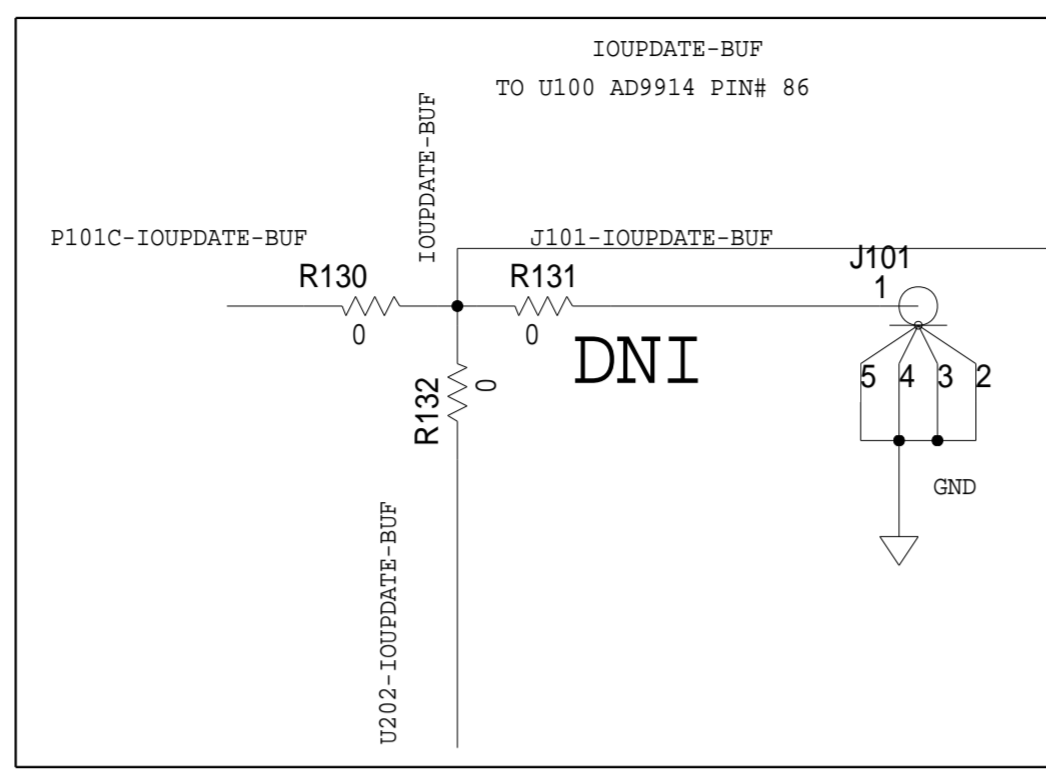 IOUPDATE-BUF
TO U100 AD9914 PIN# 86
IOUPDATE-BUF
P101C-IOUPDATE-BUF
J101-IOUPDATE-BUF
R130
0
R131
0
DNI
J101
1
R132
0
5
4
3
2
GND
U202-IOUPDATE-BUF